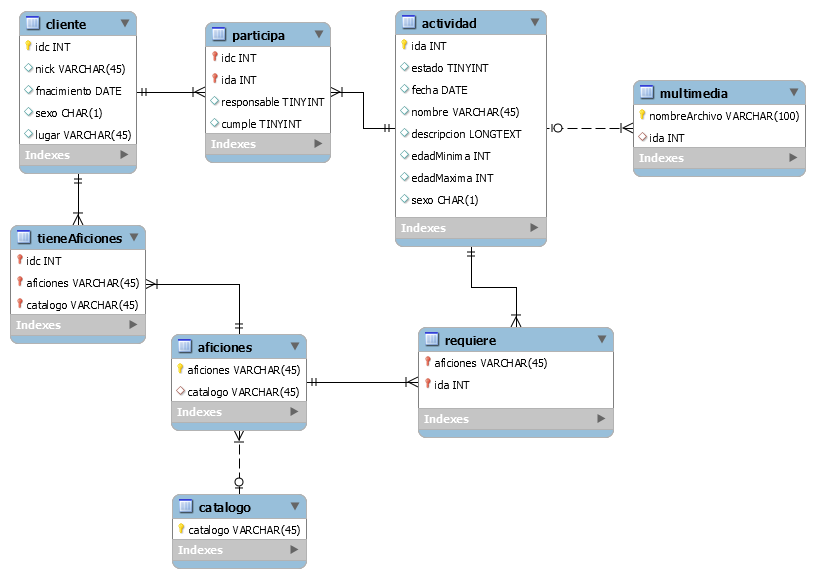 cliente
idc INT
nick VARCHAR(45)
fnacimiento DATE
sexo CHAR(1)
lugar VARCHAR(45)
Indexes
participa
idc INT
ida INT
responsable TINYINT
cumple TINYINT
Indexes
actividad
ida INT
estado TINYINT
fecha DATE
nombre VARCHAR(45)
descripcion LONGTEXT
edadMinima INT
edadMaxima INT
sexo CHAR(1)
Indexes
multimedia
nombreArchivo VARCHAR(100)
ida INT
Indexes
tieneAficiones
idc INT
aficiones VARCHAR(45)
catalogo VARCHAR(45)
Indexes
aficiones
aficiones VARCHAR(45)
catalogo VARCHAR(45)
Indexes
requiere
aficiones VARCHAR(45)
ida INT
Indexes
catalogo
catalogo VARCHAR(45)
Indexes